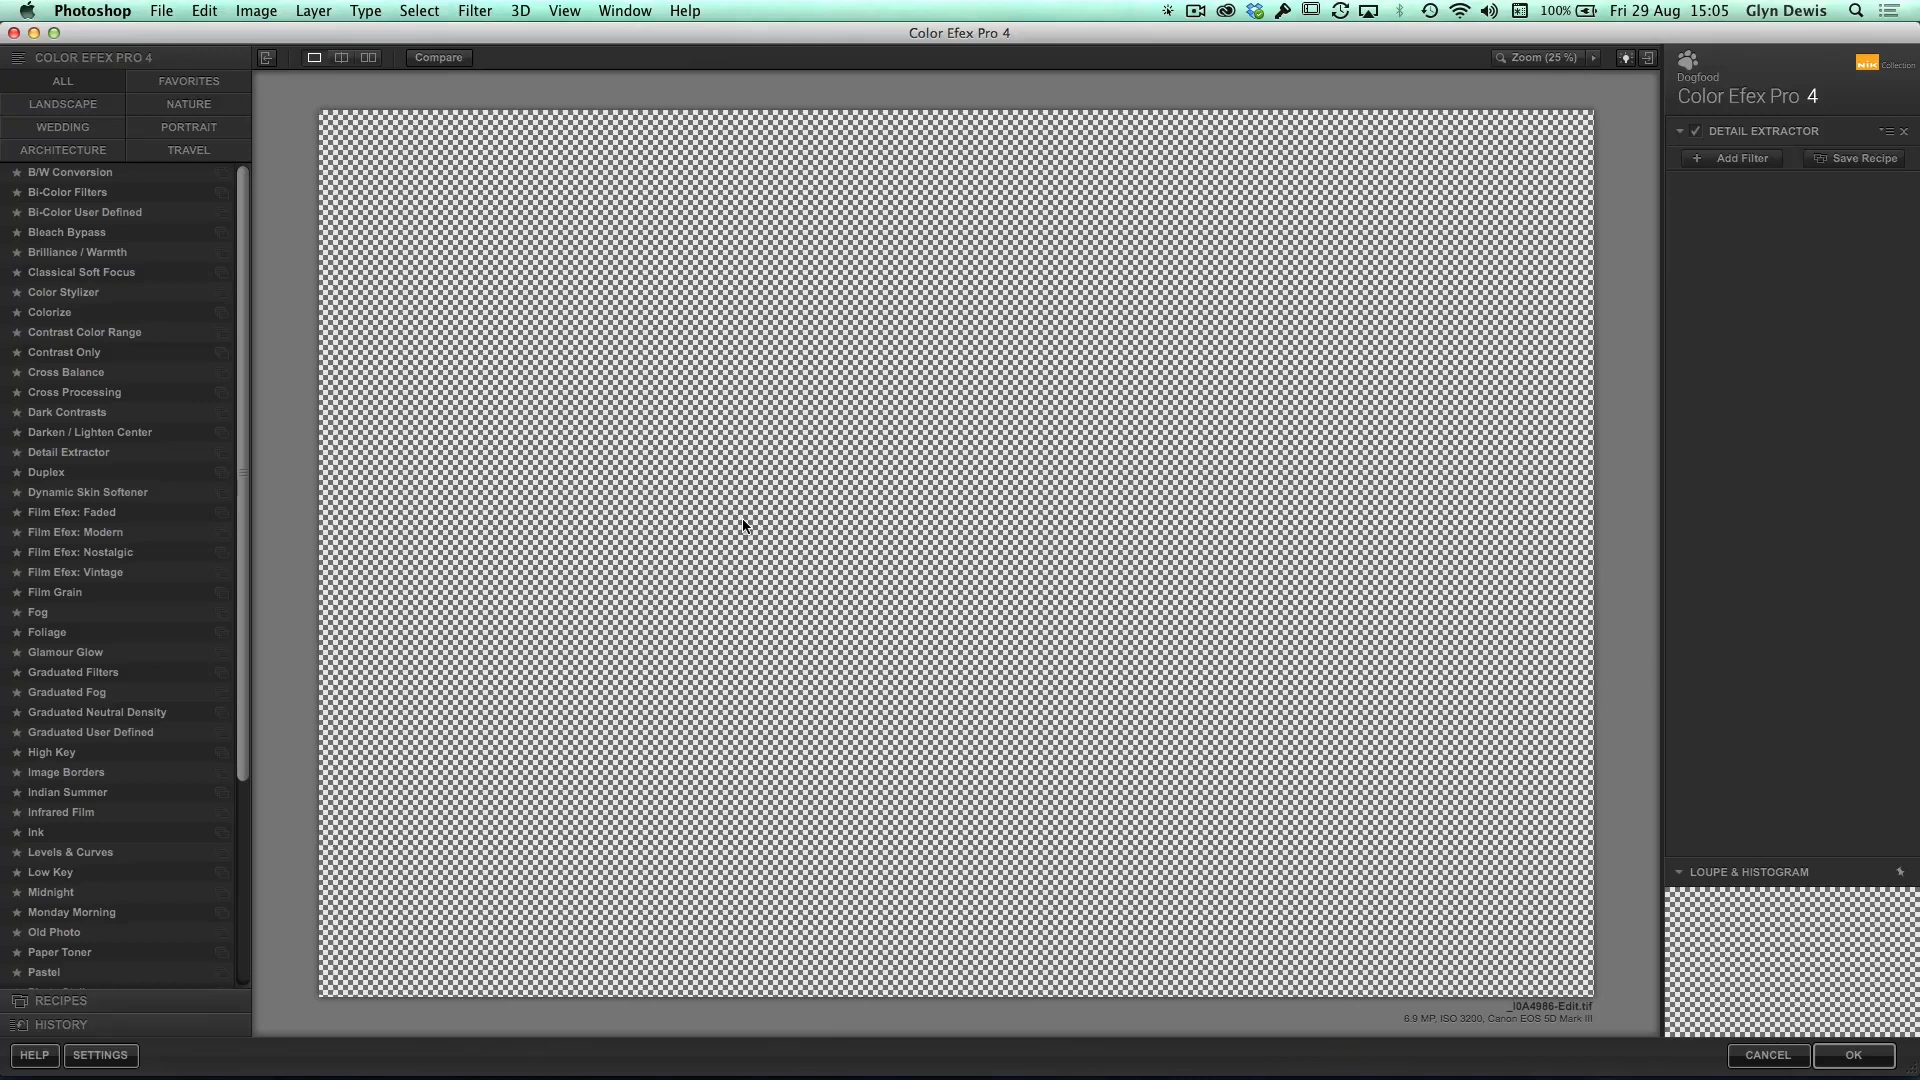 Photoshop File Edit Image Layer Type Select Filter 3D View Window Help 100% Fri 29 Aug 15:05 Glyn Dewis
Color Efex Pro 4
COLOR EFEX PRO 4
Compare
Zoom (25 %)
ALL FAVORITES
LANDSCAPE NATURE
WEDDING PORTRAIT
ARCHITECTURE TRAVEL
B/W Conversion
Bi-Color Filters
Bi-Color User Defined
Bleach Bypass
Brilliance / Warmth
Classical Soft Focus
Color Stylizer
Colorize
Contrast Color Range
Contrast Only
Cross Balance
Cross Processing
Dark Contrasts
Darken / Lighten Center
Detail Extractor
Duplex
Dynamic Skin Softener
Film Efex: Faded
Film Efex: Modern
Film Efex: Nostalgic
Film Efex: Vintage
Film Grain
Fog
Foliage
Glamour Glow
Graduated Filters
Graduated Fog
Graduated Neutral Density
Graduated User Defined
High Key
Image Borders
Indian Summer
Infrared Film
Ink
Levels & Curves
Low Key
Midnight
Monday Morning
Old Photo
Paper Toner
Pastel
RECIPES
HISTORY
HELP SETTINGS
_I0A4986-Edit.tif
6.9 MP, ISO 3200, Canon EOS 5D Mark III
Dogfood
Nik Collection
Color Efex Pro 4
DETAIL EXTRACTOR
Add Filter Save Recipe
LOUPE & HISTOGRAM
CANCEL OK